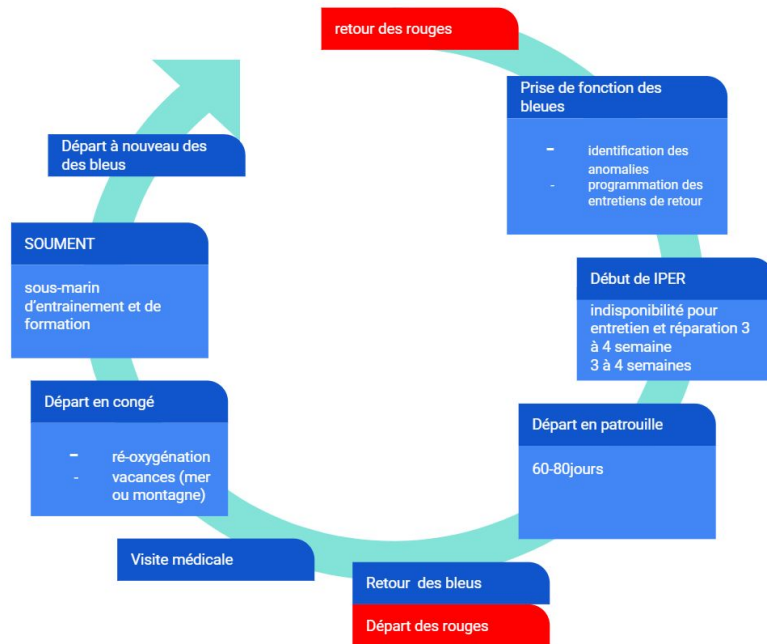 retour des rouges
Prise de fonction des
bleues
- identification des
anomalies
- programmation des
entretiens de retour
Début de IPER
indisponibilité pour
entretien et réparation 3
à 4 semaine
3 à 4 semaines
Départ en patrouille
60-80jours
Retour des bleus
Départ des rouges
Visite médicale
Départ en congé
- ré-oxygénation
- vacances (mer
ou montagne)
SOUMENT
sous-marin
d'entrainement et de
formation
Départ à nouveau des
des bleus